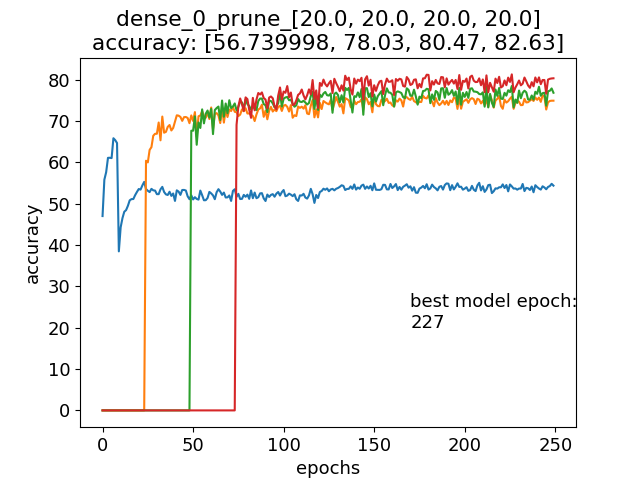 dense_0_prune_[20.0, 20.0, 20.0, 20.0]
accuracy: [56.739998, 78.03, 80.47, 82.63]
80
70
60
50
40
30
20
10
0
accuracy
best model epoch:
227
0 50 100 150 200 250
epochs